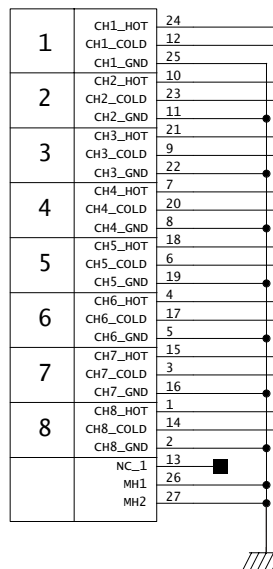 CH1_HOT 24
1 CH1_COLD 12
CH1_GND 25
CH2_HOT 10
2 CH2_COLD 23
CH2_GND 11
CH3_HOT 21
3 CH3_COLD 9
CH3_GND 22
CH4_HOT 7
4 CH4_COLD 20
CH4_GND 8
CH5_HOT 18
5 CH5_COLD 6
CH5_GND 19
CH6_HOT 4
6 CH6_COLD 17
CH6_GND 5
CH7_HOT 15
7 CH7_COLD 3
CH7_GND 16
CH8_HOT 1
8 CH8_COLD 14
CH8_GND 2
NC_1 13
MH1 26
MH2 27